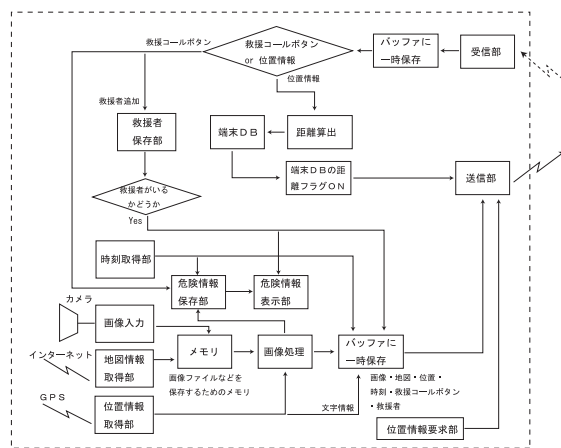 救援コールボタン
救援コールボタン
or 位置情報
バッファに
一時保存
受信部
位置情報
救援者追加
救援者
保存部
端末DB
距離算出
端末DBの距
離フラグON
送信部
救援者がいる
かどうか
Yes
時刻取得部
危険情報
保存部
危険情報
表示部
カメラ
画像入力
インターネット
地図情報
取得部
メモリ
画像処理
バッファに
一時保存
画像ファイルなどを
保存するためのメモリ
画像・地図・位置・
時刻・救援コールボタン
・救援者
GPS
位置情報
取得部
文字情報
位置情報要求部